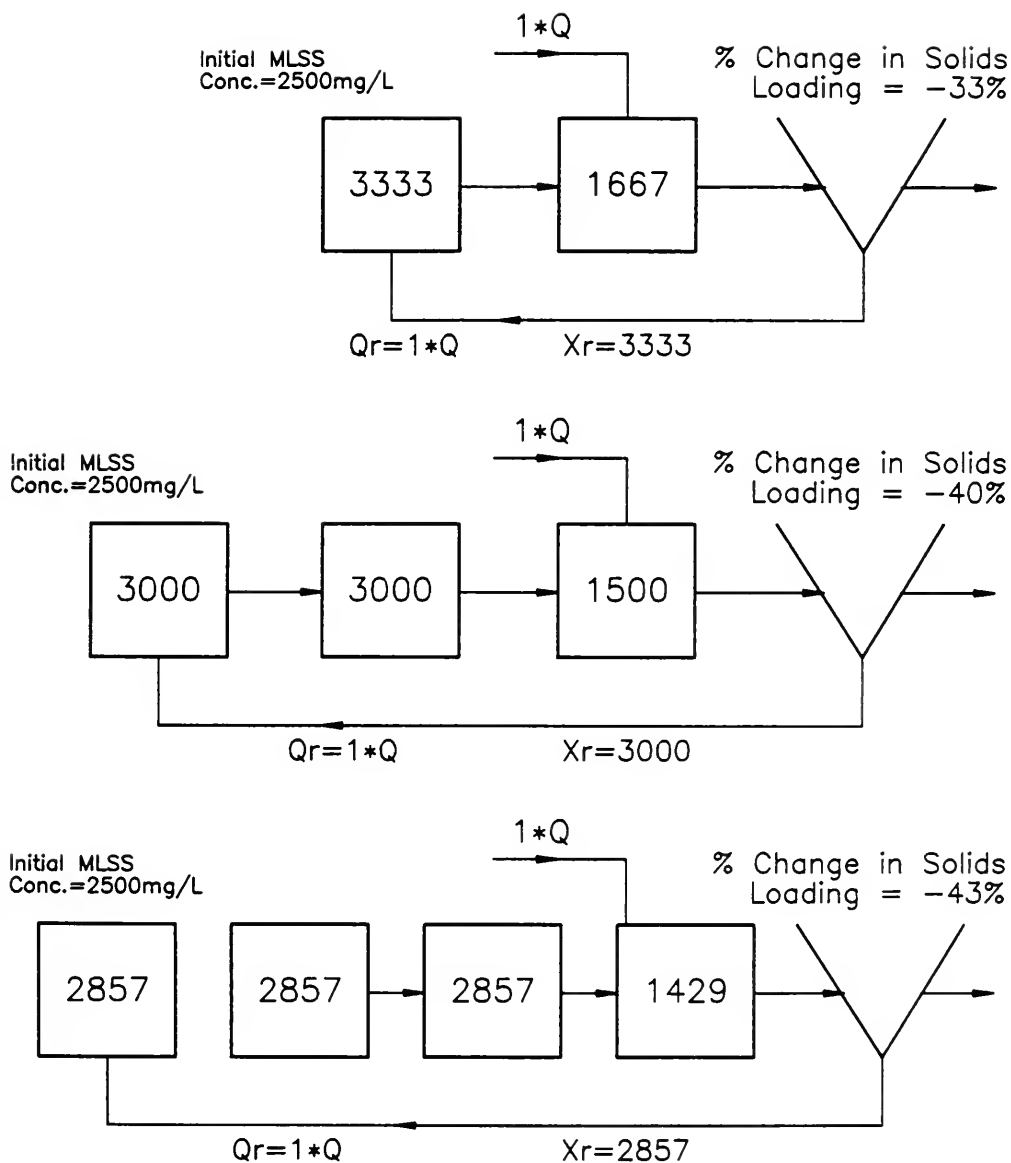 1*Q
Initial MLSS
Conc.=2500mg/L
% Change in Solids
Loading = -33%
3333
1667
Qr=1*Q
Xr=3333
1*Q
Initial MLSS
Conc.=2500mg/L
% Change in Solids
Loading = -40%
3000
3000
1500
Qr=1*Q
Xr=3000
1*Q
Initial MLSS
Conc.=2500mg/L
% Change in Solids
Loading = -43%
2857
2857
2857
1429
Qr=1*Q
Xr=2857